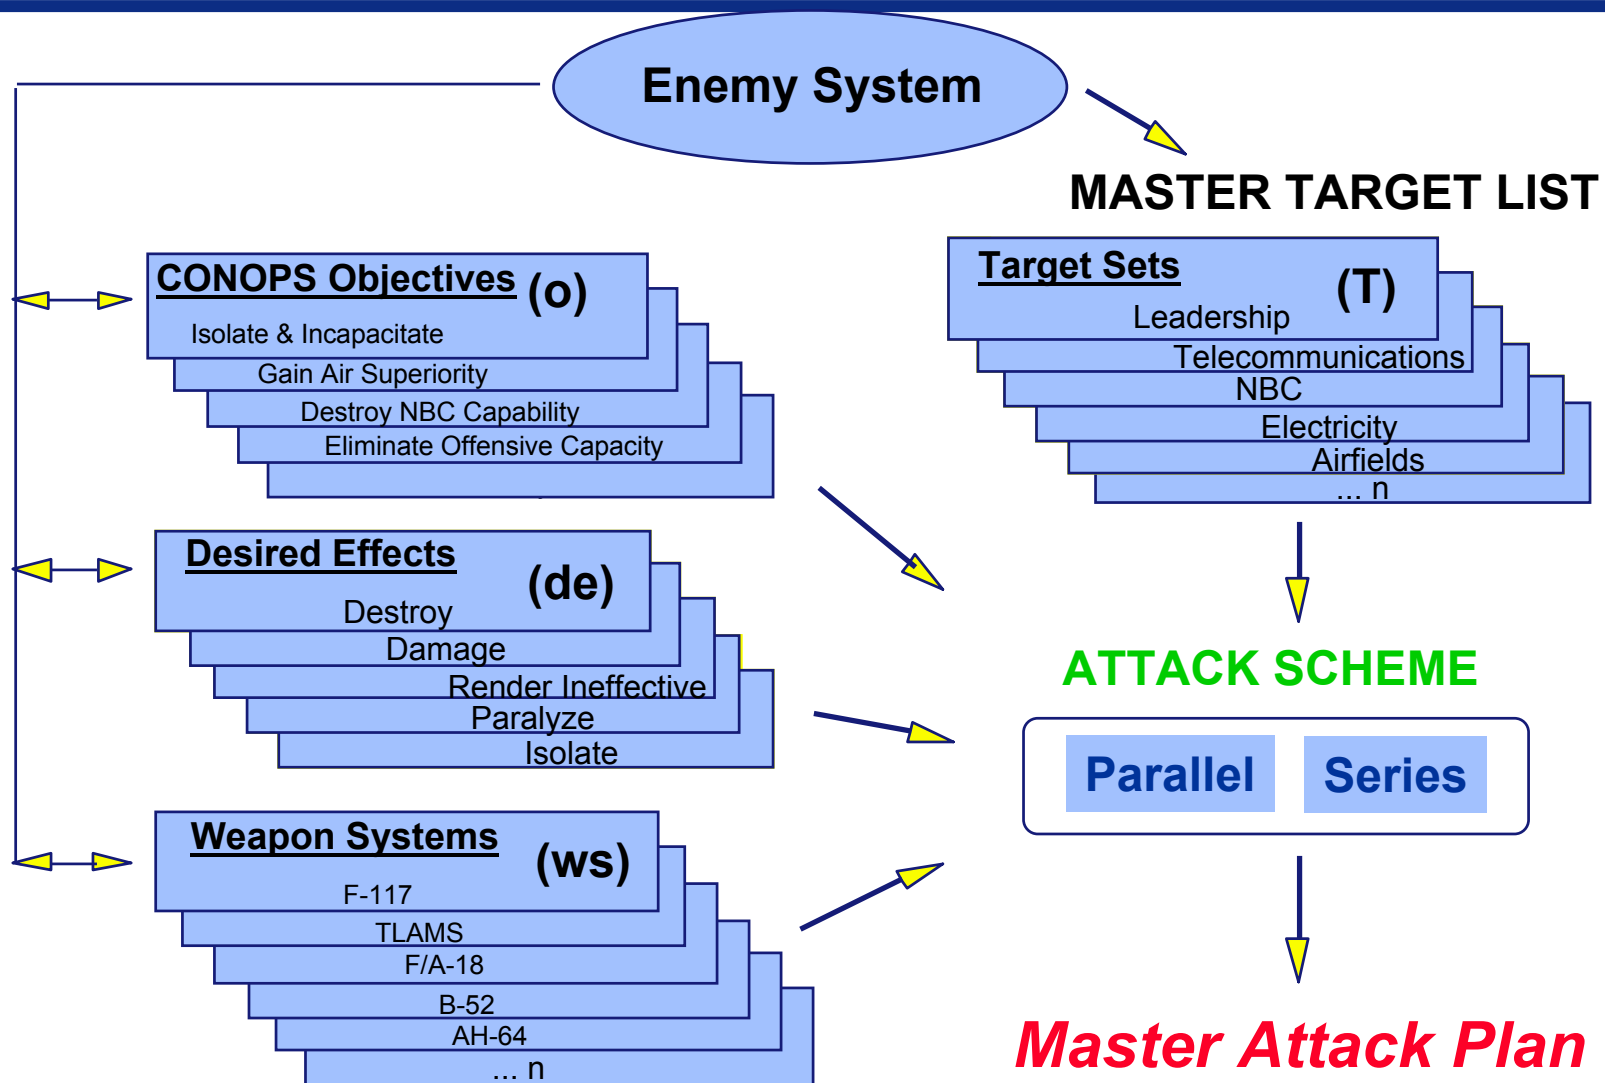 Enemy System
MASTER TARGET LIST
CONOPS Objectives (o)
Isolate & Incapacitate
Gain Air Superiority
Destroy NBC Capability
Eliminate Offensive Capacity
Target Sets (T)
Leadership
Telecommunications
NBC
Electricity
Airfields
... n
Desired Effects (de)
Destroy
Damage
Render Ineffective
Paralyze
Isolate
ATTACK SCHEME
Parallel Series
Weapon Systems (ws)
F-117
TLAMS
F/A-18
B-52
AH-64
... n
Master Attack Plan